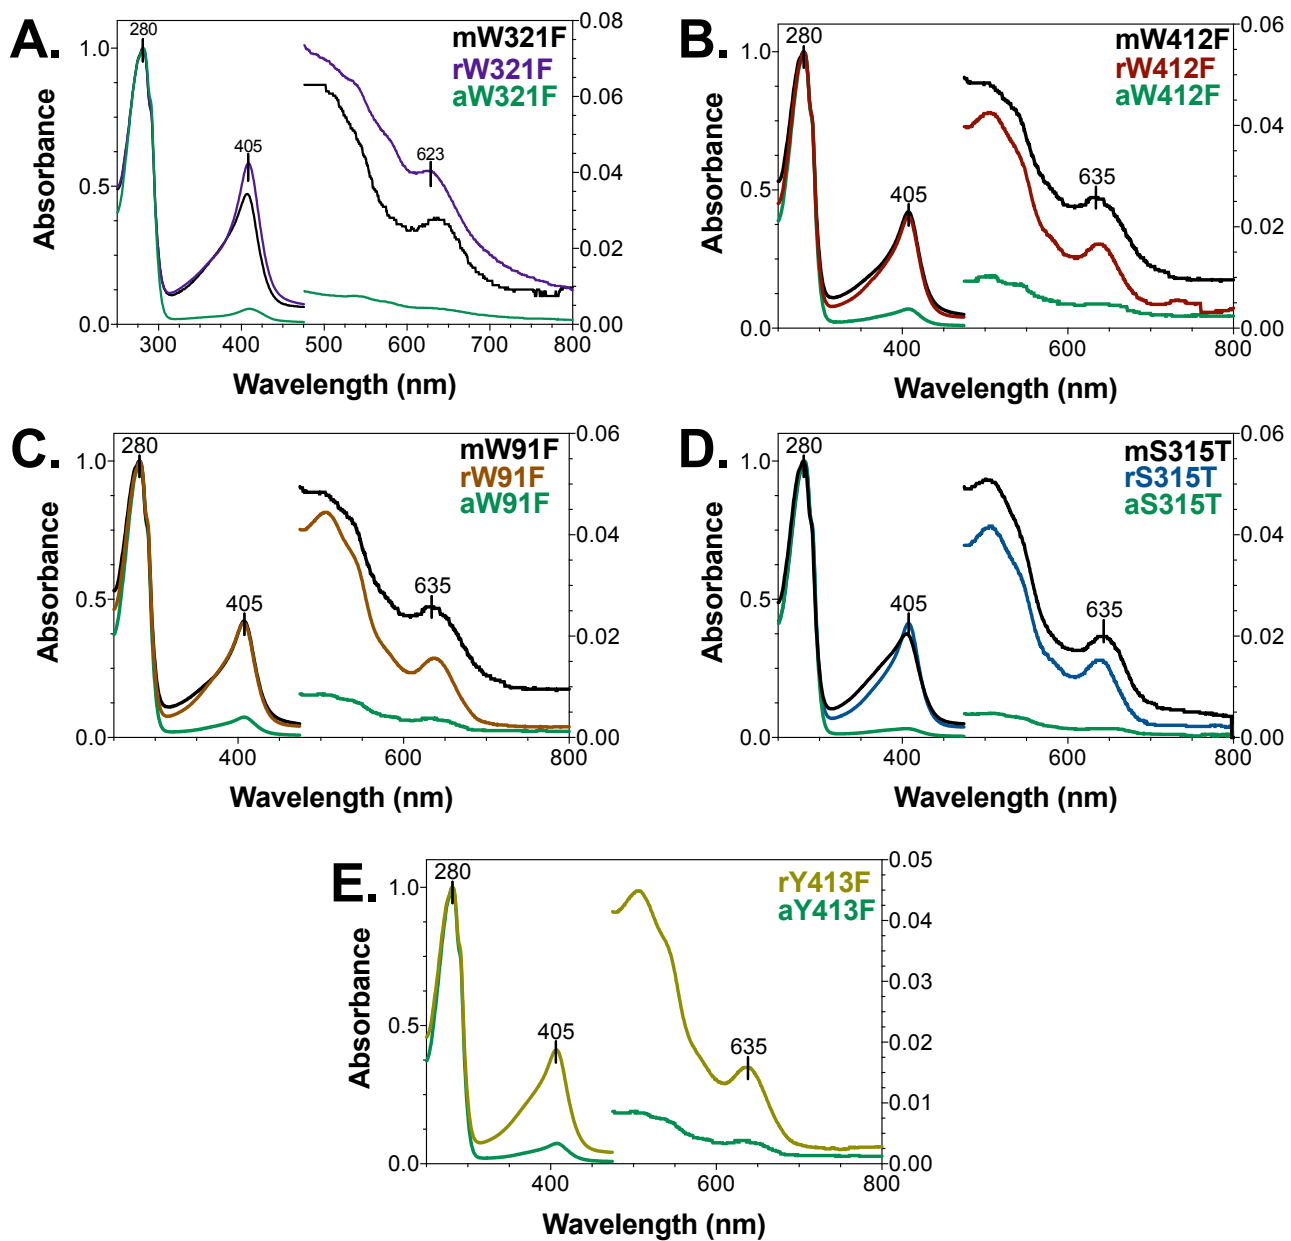 A.
280
mW321F
rW321F
aW321F
405
623
1.0
0.5
0.0
0.08
0.06
0.04
0.02
0.00
300 400 500 600 700 800
Absorbance
Wavelength (nm)
B.
280
mW412F
rW412F
aW412F
405
635
1.0
0.5
0.0
0.06
0.04
0.02
0.00
400 600 800
Absorbance
Wavelength (nm)
C.
280
mW91F
rW91F
aW91F
405
635
1.0
0.5
0.0
0.06
0.04
0.02
0.00
400 600 800
Absorbance
Wavelength (nm)
D.
280
mS315T
rS315T
aS315T
405
635
1.0
0.5
0.0
0.06
0.04
0.02
0.00
400 600 800
Absorbance
Wavelength (nm)
E.
280
rY413F
aY413F
405
635
1.0
0.5
0.0
0.05
0.04
0.03
0.02
0.01
0.00
400 600 800
Absorbance
Wavelength (nm)